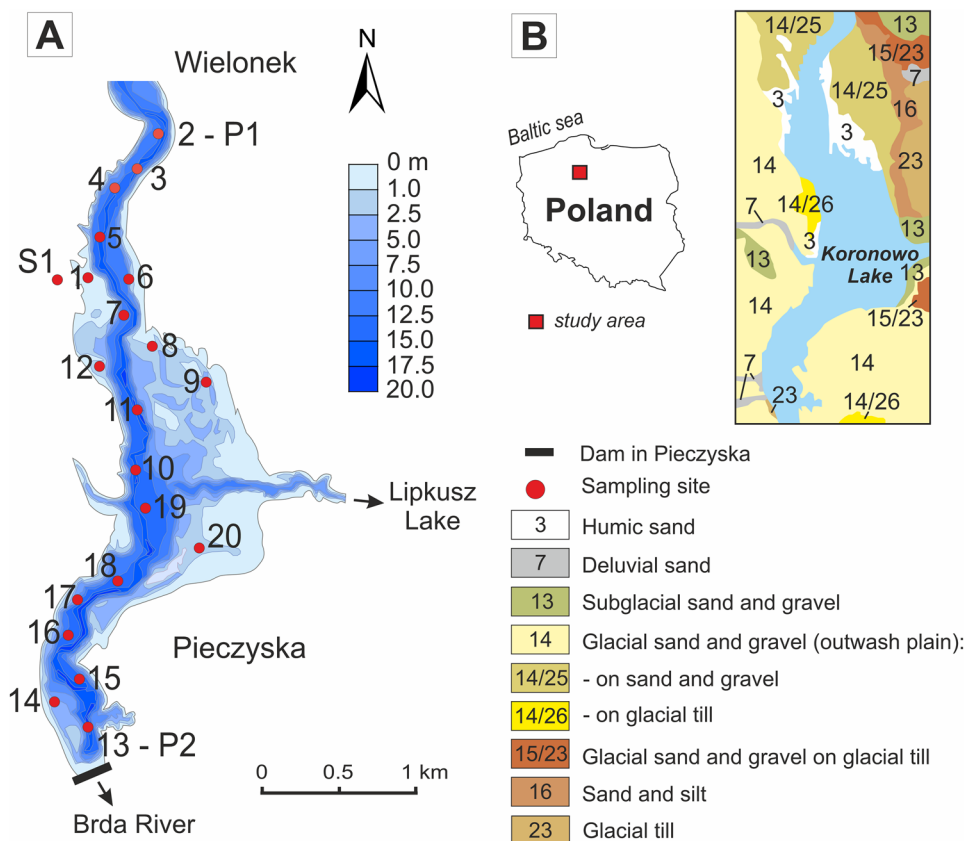 A
N
Wielonek
2 - P1
3
4
5
S1
1
6
7
8
12
9
11
10
19
Lipkusz
Lake
20
18
17
16
Pieczyska
15
14
13 - P2
Brda River
0 m
1.0
2.5
5.0
7.5
10.0
12.5
15.0
17.5
20.0
0 0.5 1 km
B
Baltic sea
Poland
study area
14/25
13
15/23
7
3
14/25
16
3
14
23
14/26
7
3
13
13
Koronowo
Lake
13
14
15/23
7
14
23
14/26
Dam in Pieczyska
Sampling site
3 Humic sand
7 Deluvial sand
13 Subglacial sand and gravel
14 Glacial sand and gravel (outwash plain):
14/25 - on sand and gravel
14/26 - on glacial till
15/23 Glacial sand and gravel on glacial till
16 Sand and silt
23 Glacial till